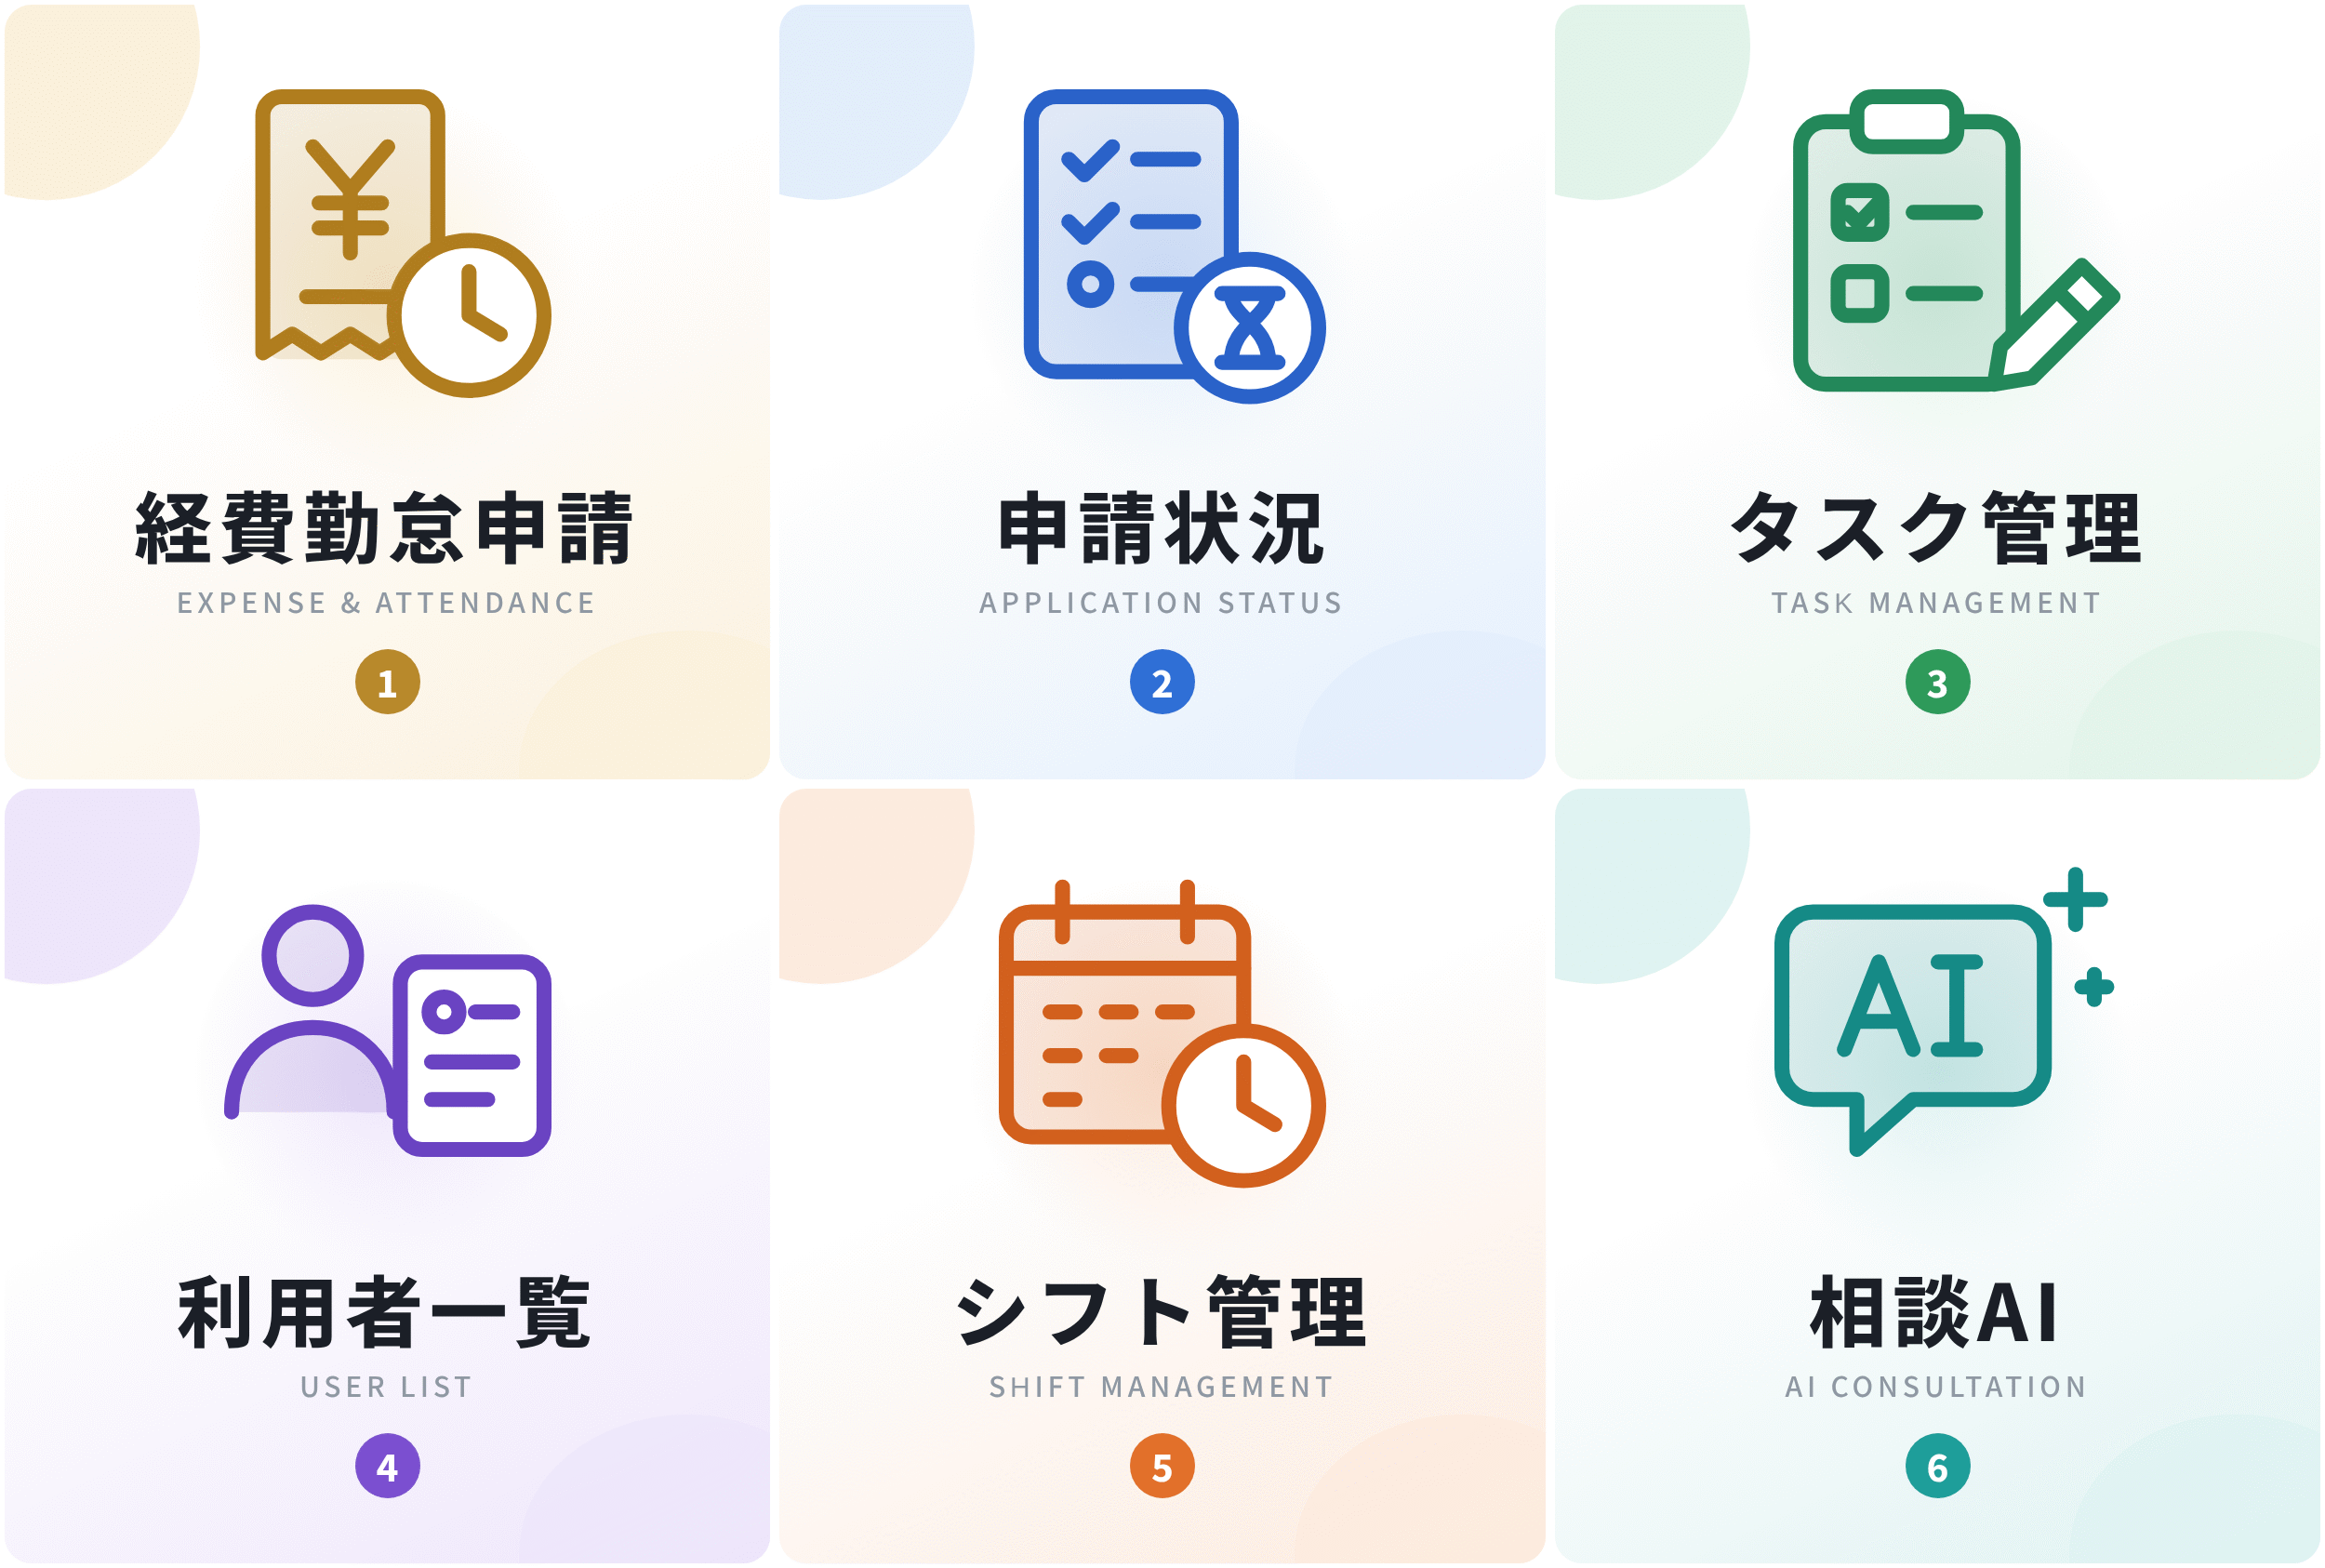 ¥
経費勤怠申請
EXPENSE & ATTENDANCE
1
申請状況
APPLICATION STATUS
2
タスク管理
TASK MANAGEMENT
3
利用者一覧
USER LIST
4
シフト管理
SHIFT MANAGEMENT
5
AI
相談AI
AI CONSULTATION
6